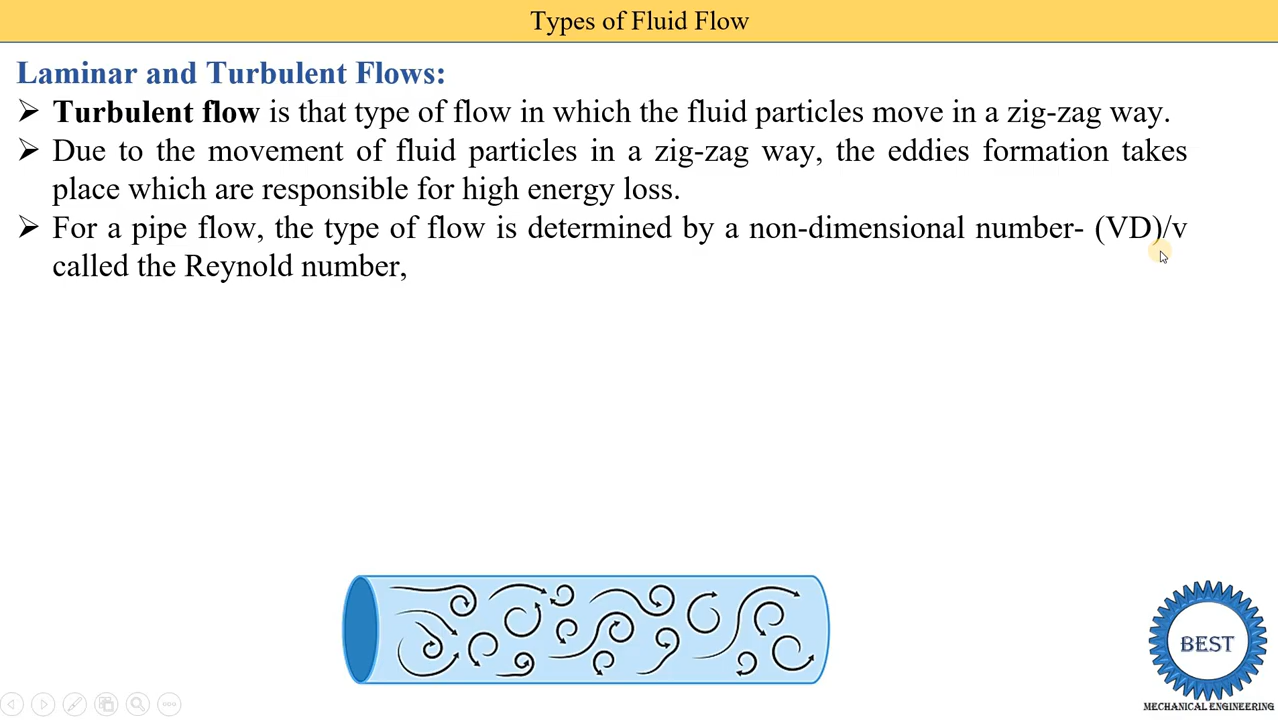 Types of Fluid Flow
Laminar and Turbulent Flows:
➢ Turbulent flow is that type of flow in which the fluid particles move in a zig-zag way.
➢ Due to the movement of fluid particles in a zig-zag way, the eddies formation takes
place which are responsible for high energy loss.
➢ For a pipe flow, the type of flow is determined by a non-dimensional number- (VD)/v
called the Reynold number,
BEST
MECHANICAL ENGINEERING